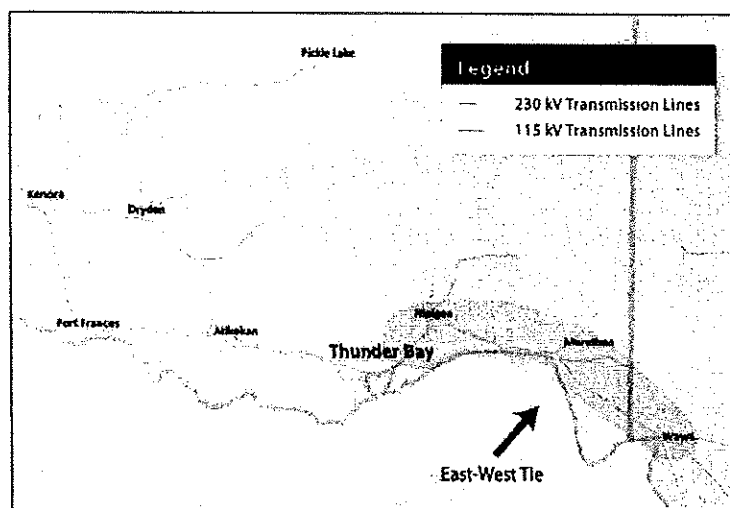 Pickle Lake
Legend
230 kV Transmission Lines
115 kV Transmission Lines
Kenora
Dryden
Fort Frances
Atikokan
Nipigon
Marathon
Thunder Bay
Wawa
East-West Tie